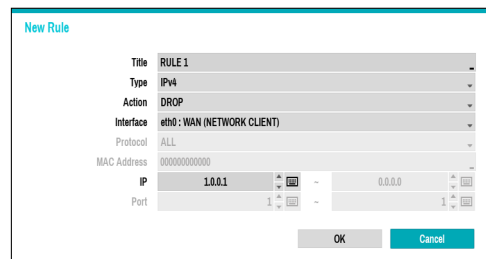 New Rule
Title RULE 1
Type IPv4
Action DROP
Interface eth0 : WAN (NETWORK CLIENT)
Protocol ALL
MAC Address 000000000000
IP 1.0.0.1 ~ 0.0.0.0
Port 1 ~ 1
OK Cancel